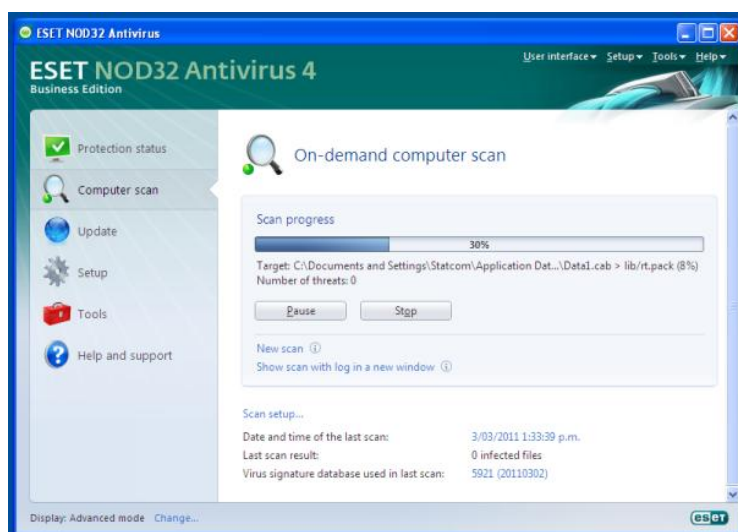 ESET NOD32 Antivirus
ESET NOD32 Antivirus 4
Business Edition
User interface Setup Tools Help
Protection status
Computer scan
Update
Setup
Tools
Help and support
On-demand computer scan
Scan progress
30%
Target: C:\Documents and Settings\Statcom\Application Dat...\Data1.cab > lib/rt.pack (8%)
Number of threats: 0
Pause Stop
New scan
Show scan with log in a new window
Scan setup...
Date and time of the last scan: 3/03/2011 1:33:39 p.m.
Last scan result: 0 infected files
Virus signature database used in last scan: 5921 (20110302)
Display: Advanced mode Change...
eseT